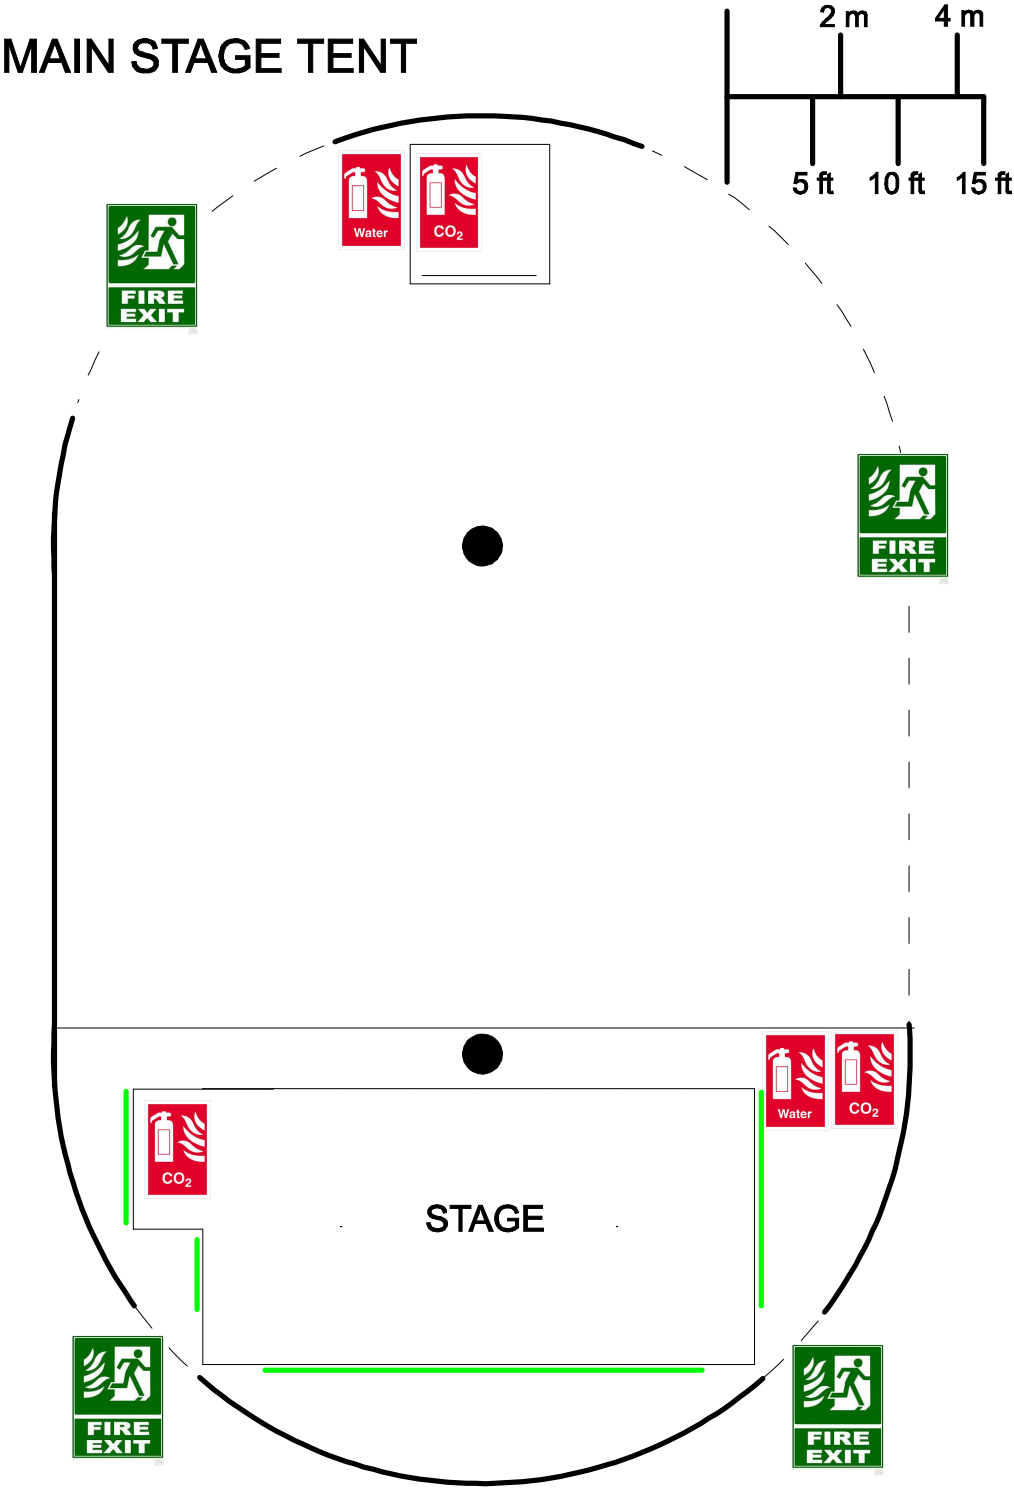 2 m 4 m
MAIN STAGE TENT
5 ft 10 ft 15 ft
Water
CO₂
FIRE
EXIT
FIRE
EXIT
Water
CO₂
CO₂
STAGE
FIRE
EXIT
FIRE
EXIT